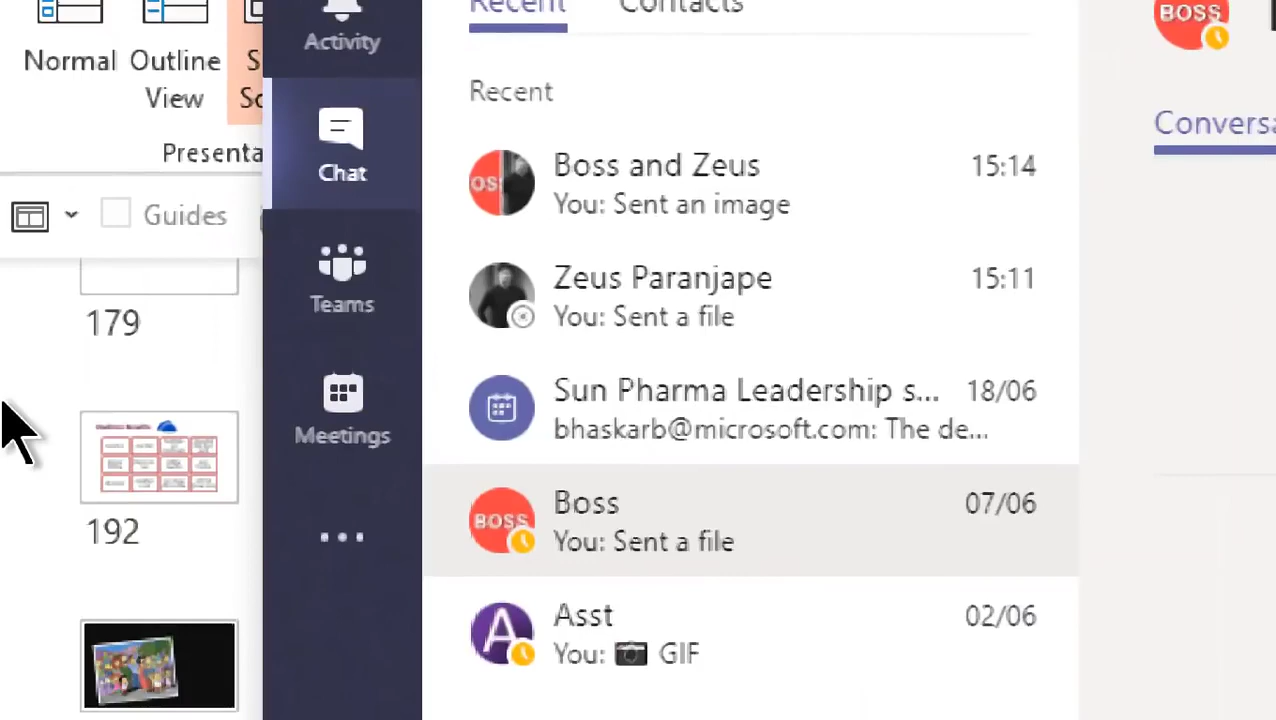 Normal
Outline
View
Presenta
Guides
179
192
Activity
Chat
Teams
Meetings
Recent
Contacts
Recent
Boss and Zeus
15:14
You: Sent an image
Zeus Paranjape
15:11
You: Sent a file
Sun Pharma Leadership s...
18/06
bhaskarb@microsoft.com: The de...
BOSS
Boss
07/06
You: Sent a file
A
Asst
02/06
You: GIF
BOSS
Conversa